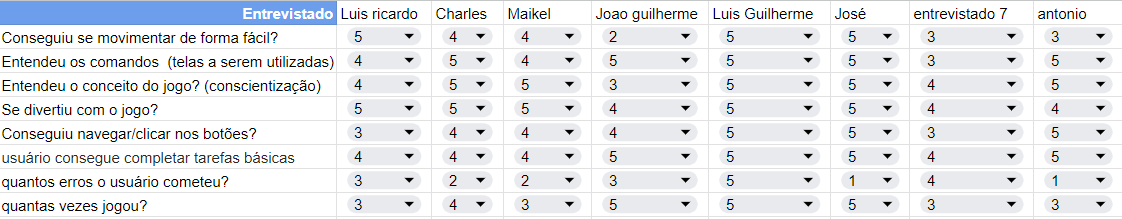 Entrevistado Luis ricardo Charles Maikel Joao guilherme Luis Guilherme José entrevistado 7 antonio
Conseguiu se movimentar de forma fácil? 5 4 4 2 5 5 3 3
Entendeu os comandos (telas a serem utilizadas) 4 5 4 5 5 5 3 5
Entendeu o conceito do jogo? (conscientização) 4 5 5 3 5 5 4 5
Se divertiu com o jogo? 5 5 5 4 5 5 4 4
Conseguiu navegar/clicar nos botões? 3 4 4 4 5 5 3 5
usuário consegue completar tarefas básicas 4 4 4 5 5 5 4 5
quantos erros o usuário cometeu? 3 2 2 3 5 1 4 1
quantas vezes jogou? 3 4 3 5 5 5 3 3